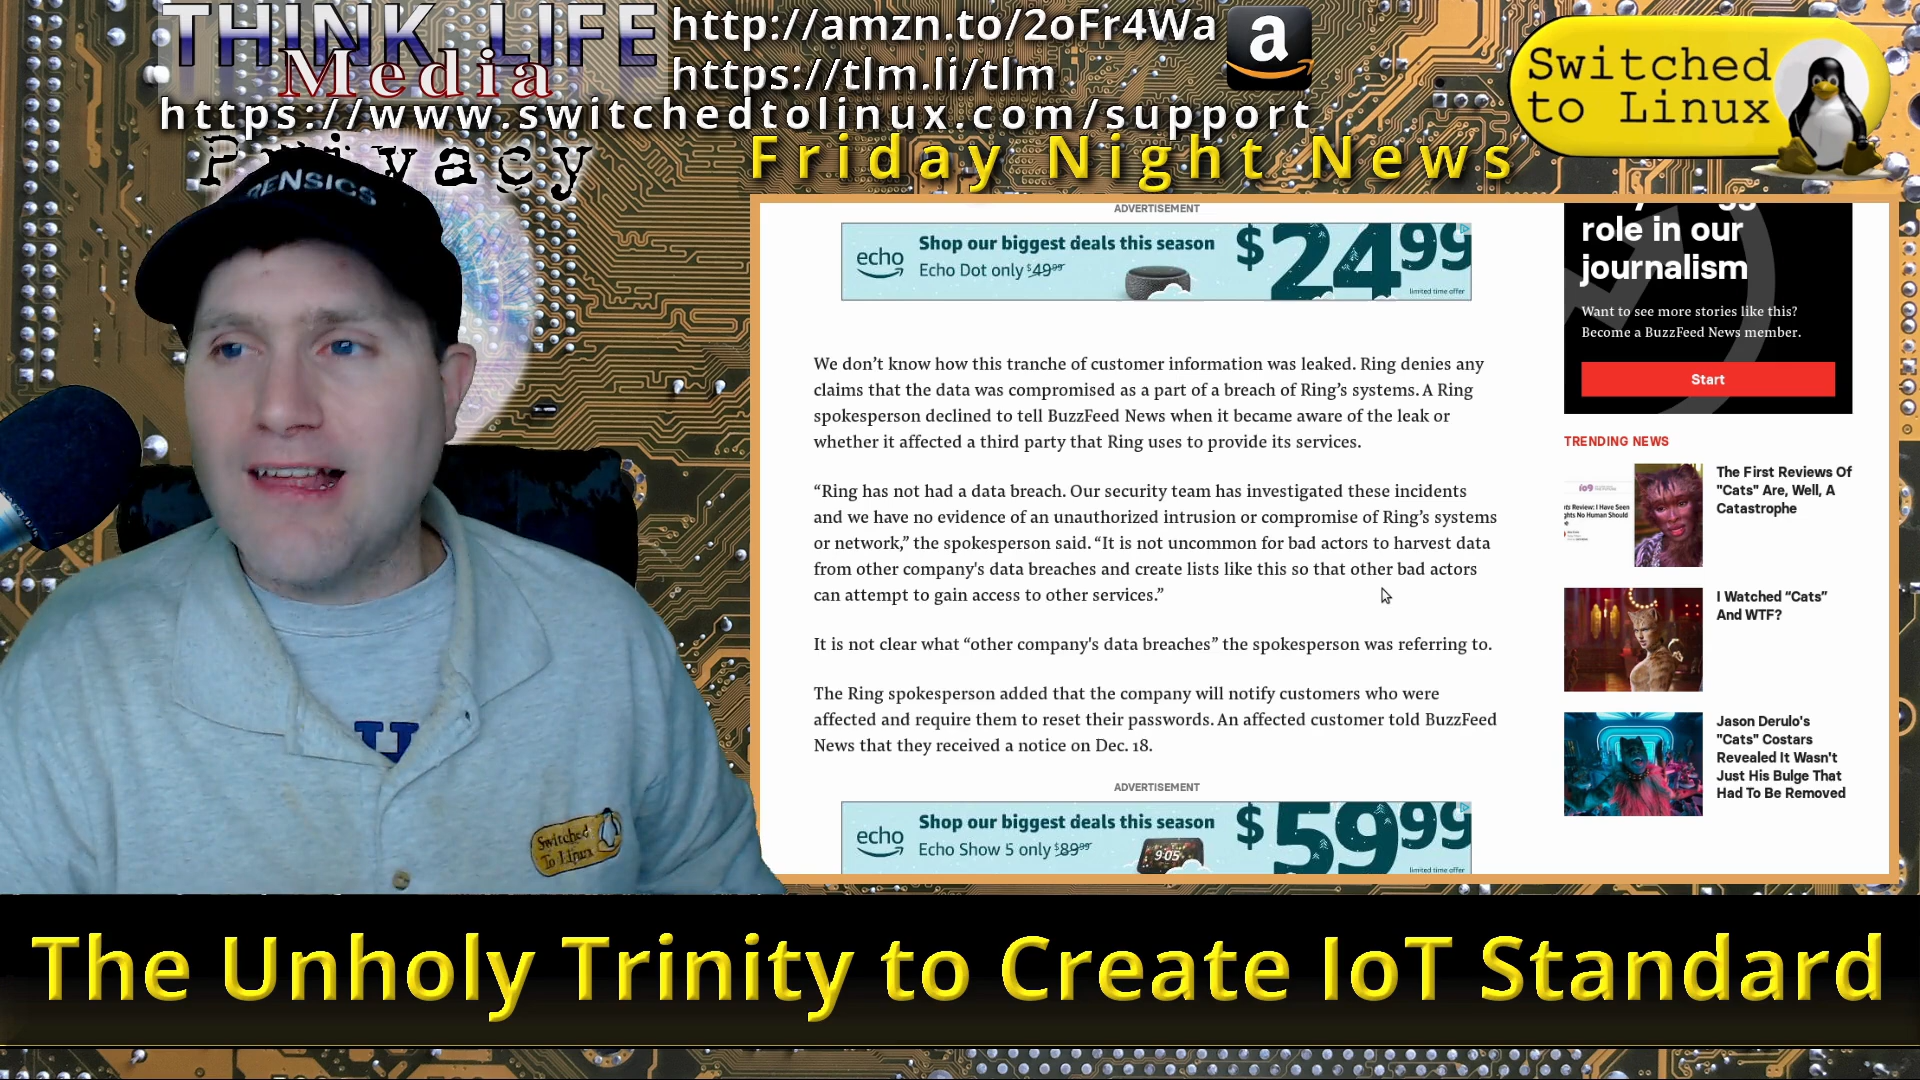 THINK LIFE
Media
http://amzn.to/2oFr4Wa
https://tlm.li/tlm
https://www.switchedtolinux.com/support
Switched
to Linux
Privacy
Friday Night News
ENSICS
ADVERTISEMENT
echo
Shop our biggest deals this season
Echo Dot only $49⁹⁹
$24⁹⁹
limited time offer
role in our
journalism
Want to see more stories like this?
Become a BuzzFeed News member.
Start
We don’t know how this tranche of customer information was leaked. Ring denies any
claims that the data was compromised as a part of a breach of Ring’s systems. A Ring
spokesperson declined to tell BuzzFeed News when it became aware of the leak or
whether it affected a third party that Ring uses to provide its services.
“Ring has not had a data breach. Our security team has investigated these incidents
and we have no evidence of an unauthorized intrusion or compromise of Ring’s systems
or network,” the spokesperson said. “It is not uncommon for bad actors to harvest data
from other company's data breaches and create lists like this so that other bad actors
can attempt to gain access to other services.”
It is not clear what “other company's data breaches” the spokesperson was referring to.
The Ring spokesperson added that the company will notify customers who were
affected and require them to reset their passwords. An affected customer told BuzzFeed
News that they received a notice on Dec. 18.
ADVERTISEMENT
echo
Shop our biggest deals this season
Echo Show 5 only $89⁹⁹
9:05
$59⁹⁹
limited time offer
TRENDING NEWS
io9
The First Reviews Of
"Cats" Are, Well, A
Catastrophe
I Watched “Cats”
And WTF?
Jason Derulo's
"Cats" Costars
Revealed It Wasn't
Just His Bulge That
Had To Be Removed
Switched
To Linux
The Unholy Trinity to Create IoT Standard